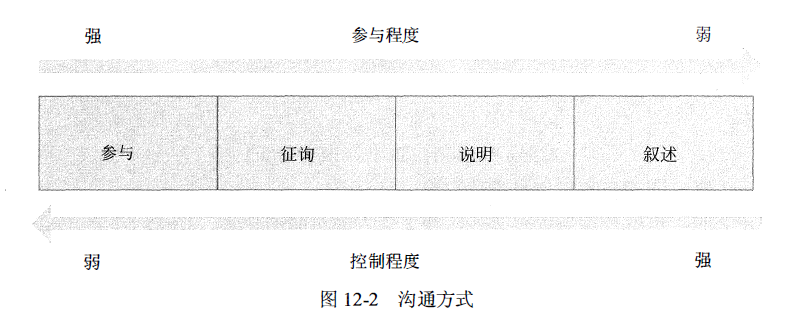 强 参与程度 弱
参与 征询 说明 叙述
弱 控制程度 强
图 12-2 沟通方式